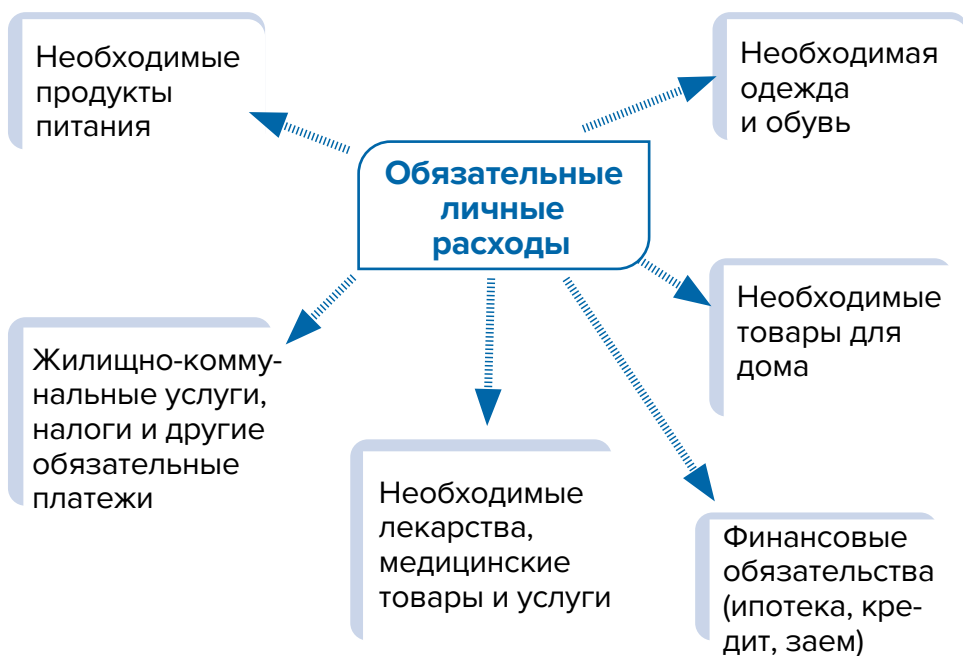 Необходимые
продукты
питания
Необходимая
одежда
и обувь
Обязательные
личные
расходы
Необходимые
товары для
дома
Жилищно-комму-
нальные услуги,
налоги и другие
обязательные
платежи
Необходимые
лекарства,
медицинские
товары и услуги
Финансовые
обязательства
(ипотека, кре-
дит, заем)